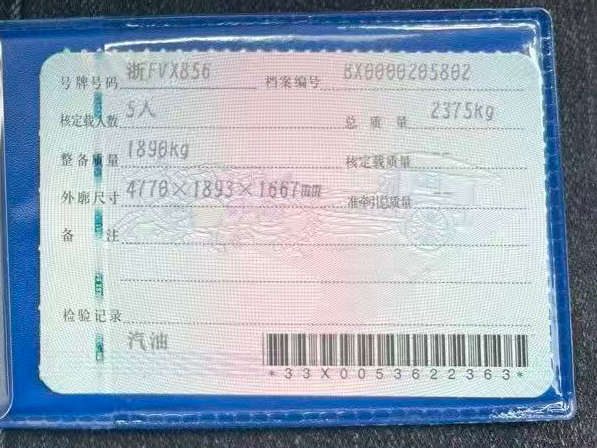 号牌号码 浙FVX856 档案编号 BX0000205802
核定载人数 5人 总质量 2375kg
整备质量 1890kg 核定载质量 --
外廓尺寸 4770×1893×1667mm 准牵引总质量 --
备注
检验记录
汽油
*33X0053622363*